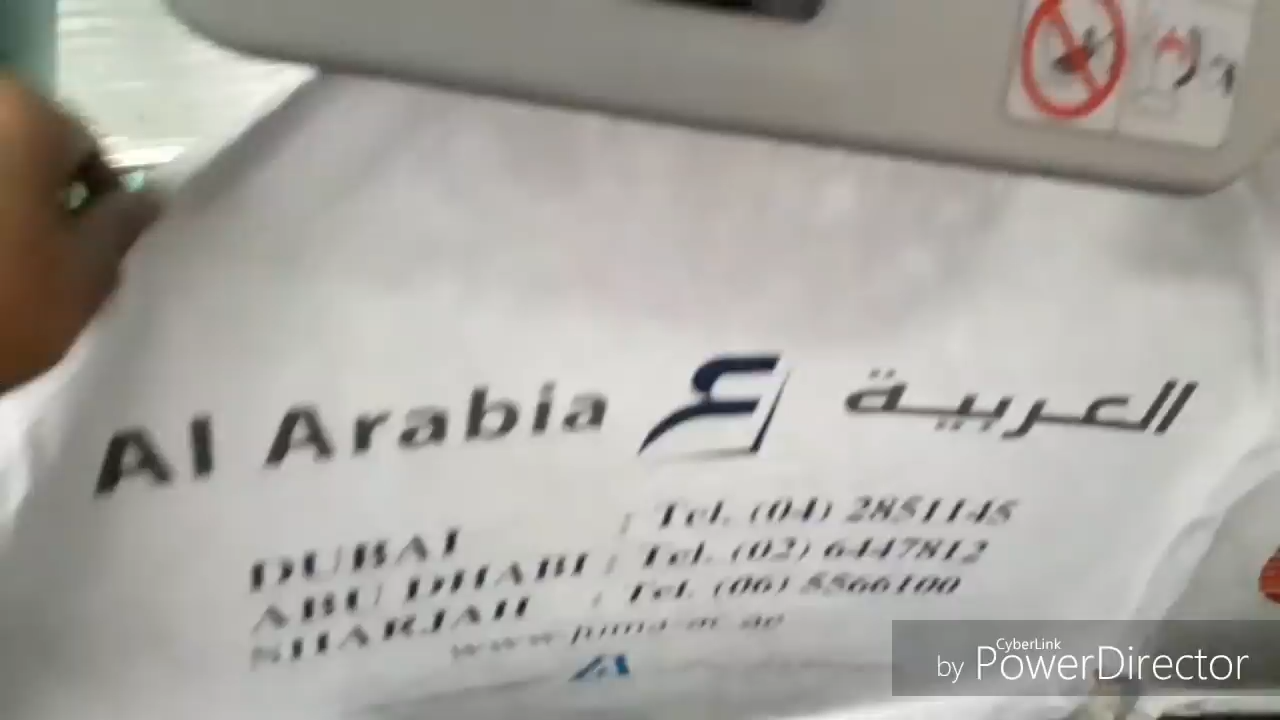 Al Arabia العربية
DUBAI : Tel. (04) 2851145
ABU DHABI : Tel. (02) 6447812
SHARJAH : Tel. (06) 5566100
CyberLink
by PowerDirector